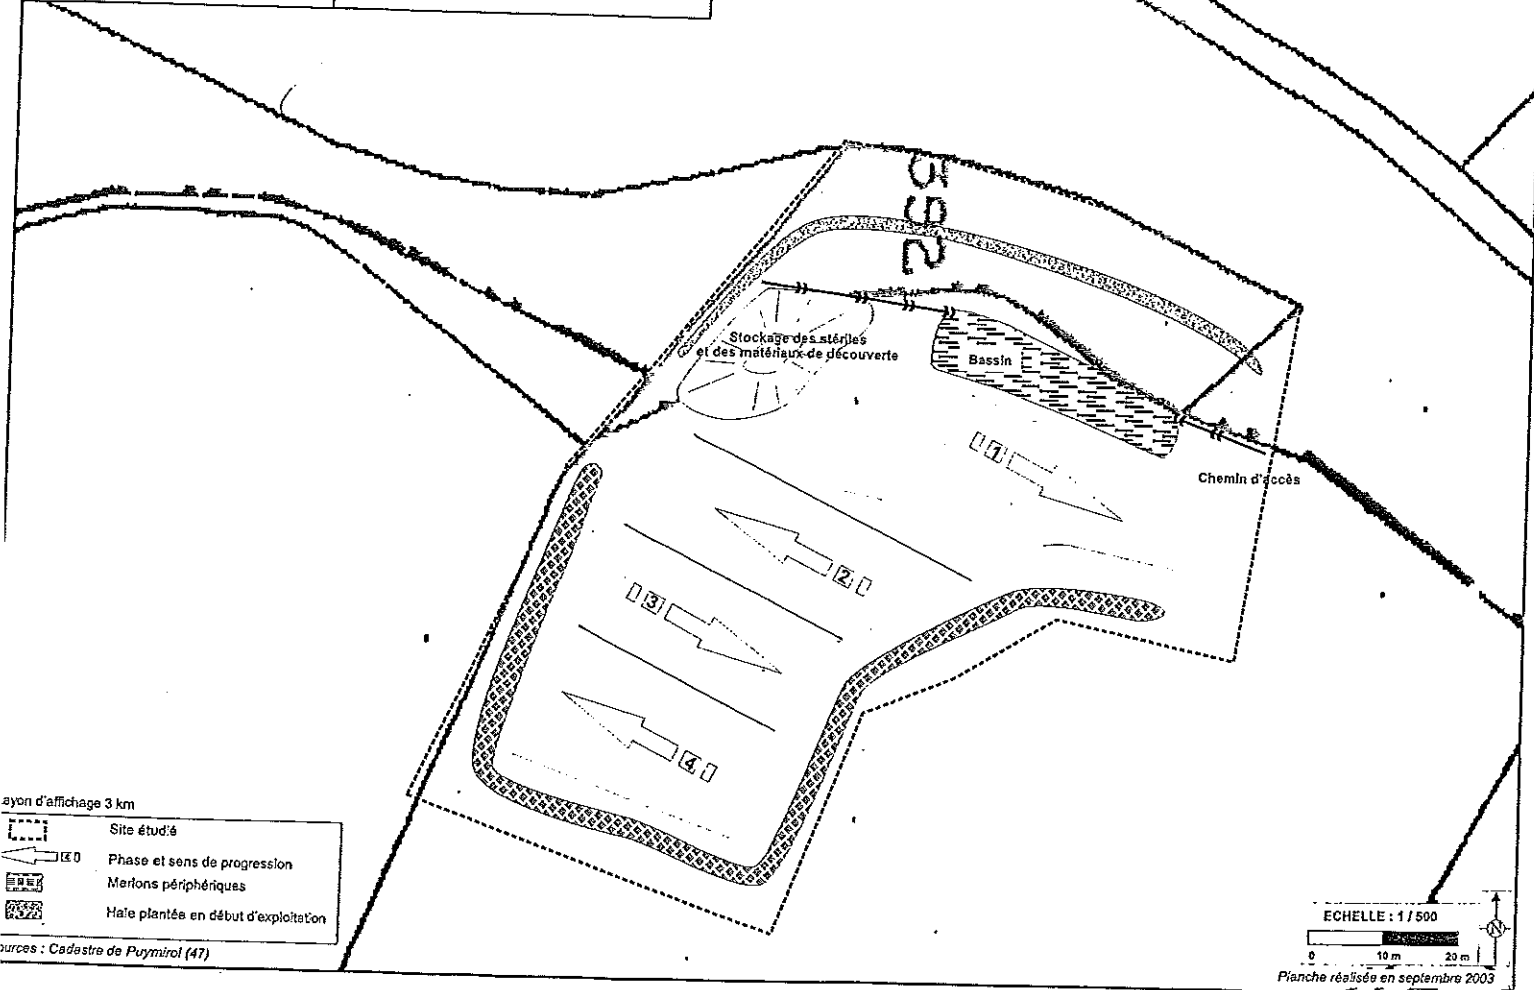 392
Stockage des stériles
et des matériaux de découverte
Bassin
1
Chemin d'accès
2
3
4
ayon d'affichage 3 km
Site étudié
Phase et sens de progression
Merlons périphériques
Haie plantée en début d'exploitation
ources : Cadastre de Puymirol (47)
ECHELLE : 1 / 500
N
0 10 m 20 m
Planche réalisée en septembre 2003